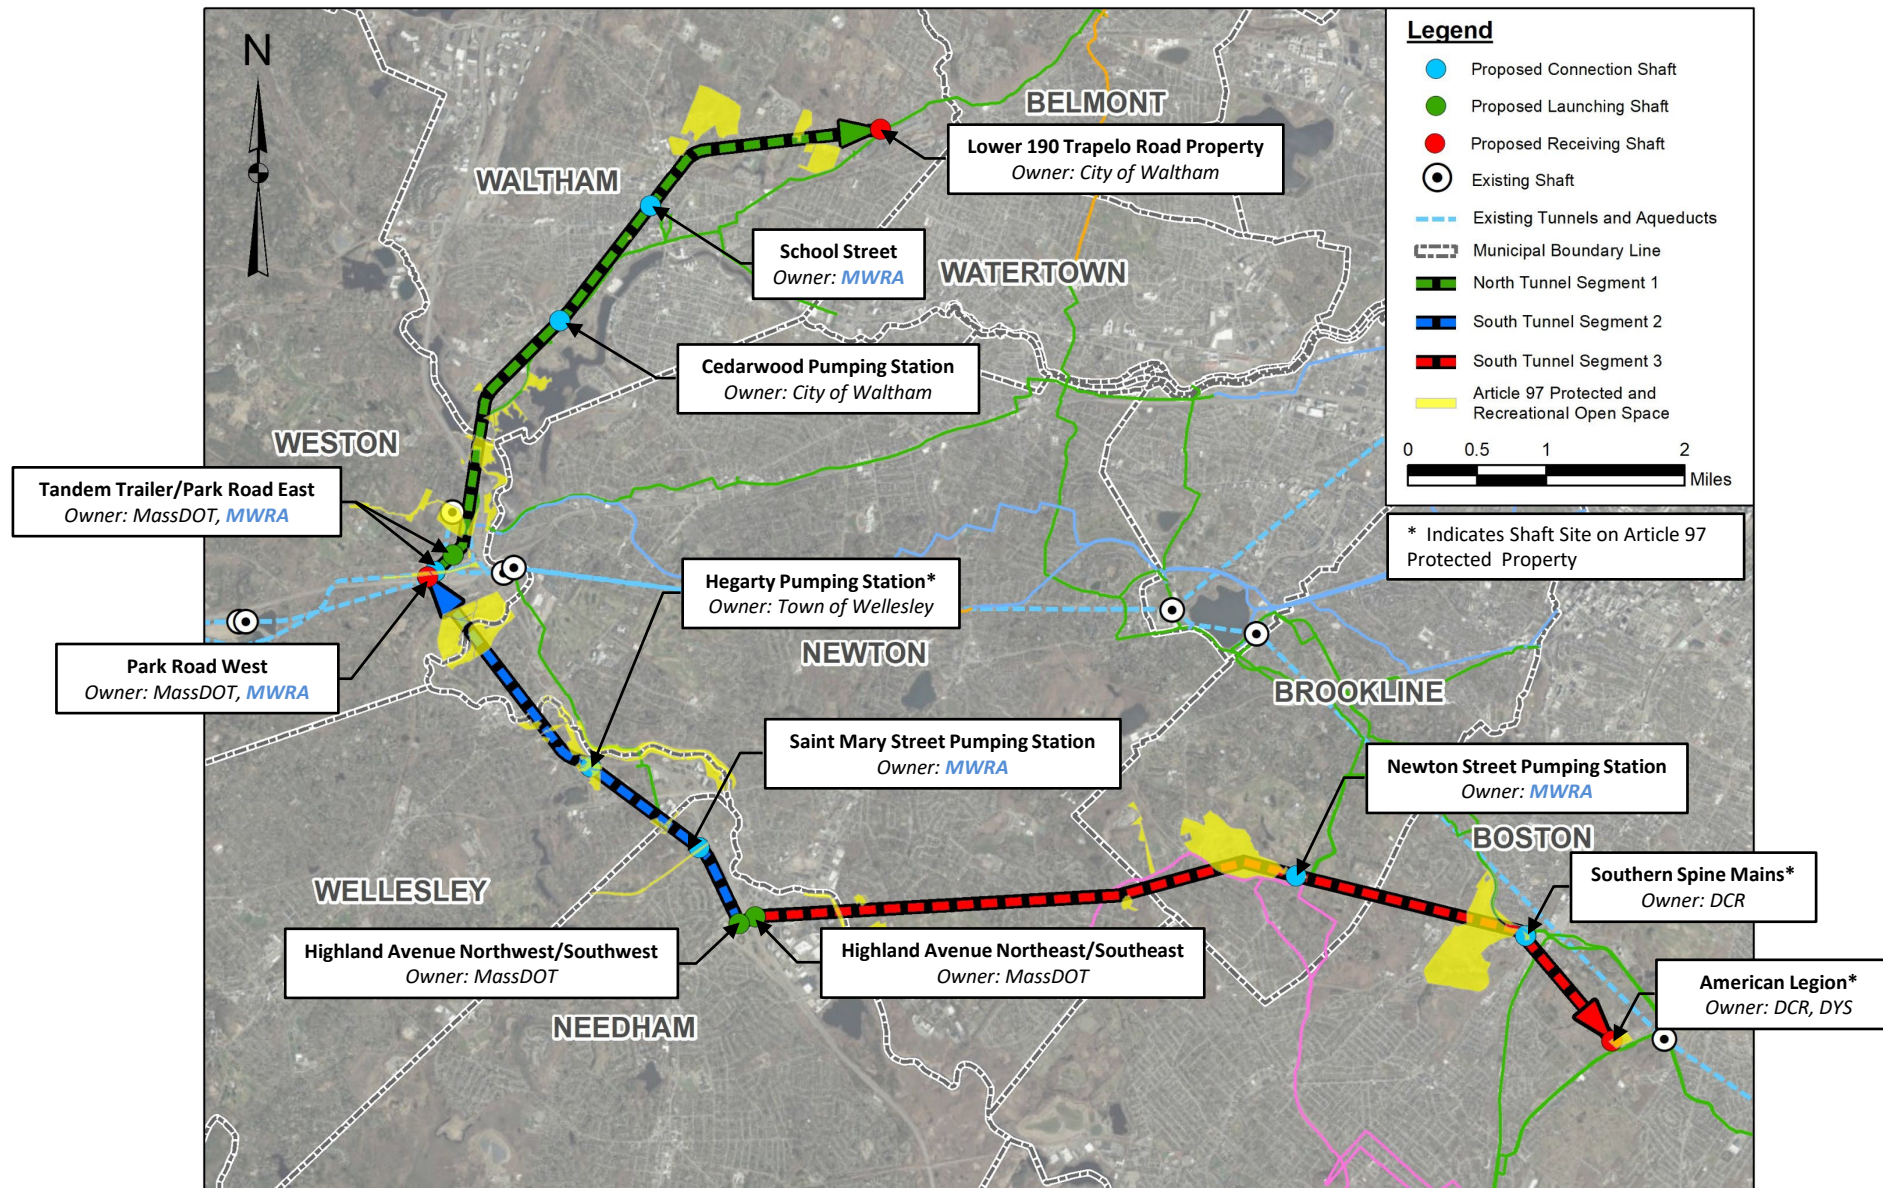 N
Legend
Proposed Connection Shaft
Proposed Launching Shaft
Proposed Receiving Shaft
Existing Shaft
Existing Tunnels and Aqueducts
Municipal Boundary Line
North Tunnel Segment 1
South Tunnel Segment 2
South Tunnel Segment 3
Article 97 Protected and
Recreational Open Space
0 0.5 1 2
Miles
* Indicates Shaft Site on Article 97
Protected Property
BELMONT
Lower 190 Trapelo Road Property
Owner: City of Waltham
WALTHAM
School Street
Owner: MWRA
WATERTOWN
Cedarwood Pumping Station
Owner: City of Waltham
WESTON
Tandem Trailer/Park Road East
Owner: MassDOT, MWRA
Hegarty Pumping Station*
Owner: Town of Wellesley
NEWTON
Park Road West
Owner: MassDOT, MWRA
BROOKLINE
Saint Mary Street Pumping Station
Owner: MWRA
Newton Street Pumping Station
Owner: MWRA
BOSTON
WELLESLEY
Southern Spine Mains*
Owner: DCR
Highland Avenue Northwest/Southwest
Owner: MassDOT
Highland Avenue Northeast/Southeast
Owner: MassDOT
American Legion*
Owner: DCR, DYS
NEEDHAM